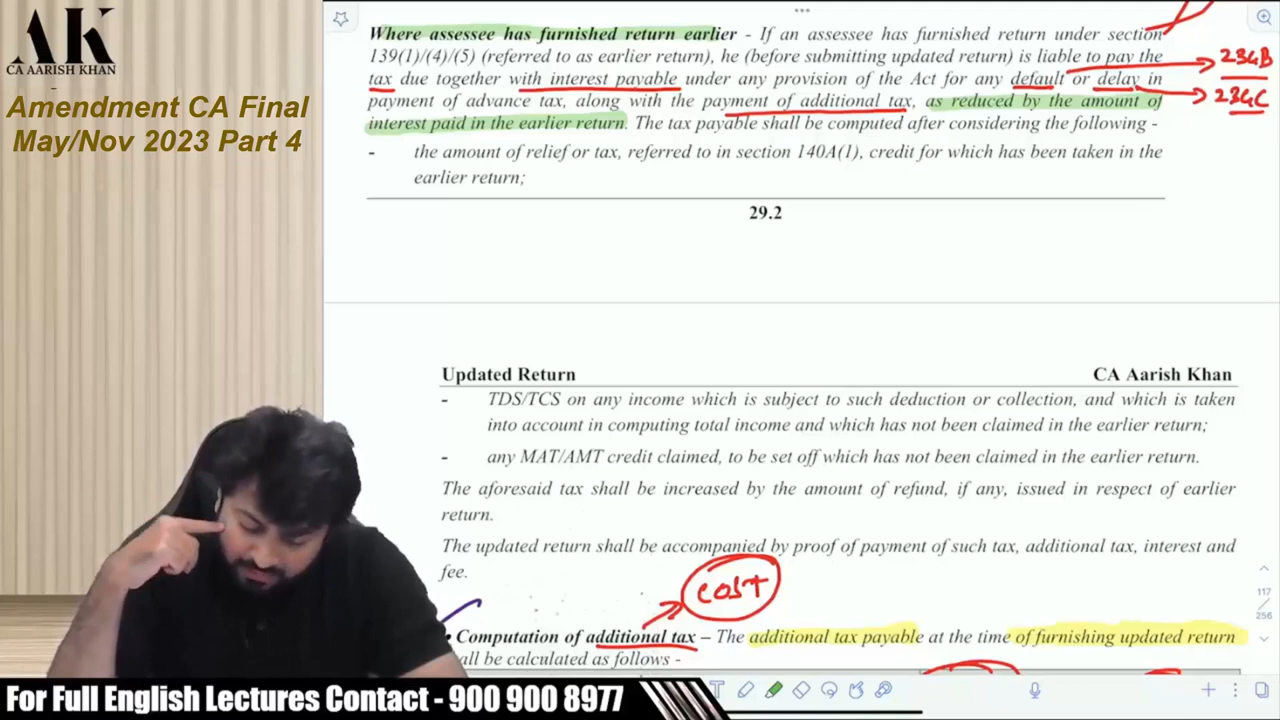 AK
CA AARISH KHAN
Amendment CA Final
May/Nov 2023 Part 4
Where assessee has furnished return earlier - If an assessee has furnished return under section
139(1)/(4)/(5) (referred to as earlier return), he (before submitting updated return) is liable to pay the
tax due together with interest payable under any provision of the Act for any default or delay in
payment of advance tax, along with the payment of additional tax, as reduced by the amount of
interest paid in the earlier return. The tax payable shall be computed after considering the following -
234B
234C
- the amount of relief or tax, referred to in section 140A(1), credit for which has been taken in the
earlier return;
29.2
Updated Return CA Aarish Khan
- TDS/TCS on any income which is subject to such deduction or collection, and which is taken
into account in computing total income and which has not been claimed in the earlier return;
- any MAT/AMT credit claimed, to be set off which has not been claimed in the earlier return.
The aforesaid tax shall be increased by the amount of refund, if any, issued in respect of earlier
return.
The updated return shall be accompanied by proof of payment of such tax, additional tax, interest and
fee.
cost
• Computation of additional tax – The additional tax payable at the time of furnishing updated return
all be calculated as follows -
117
256
For Full English Lectures Contact - 900 900 8977